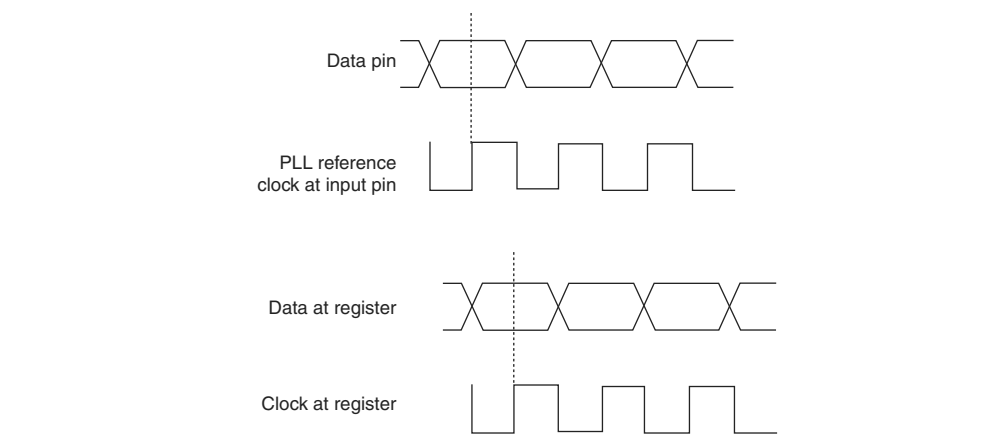 Data pin
PLL reference
clock at input pin
Data at register
Clock at register